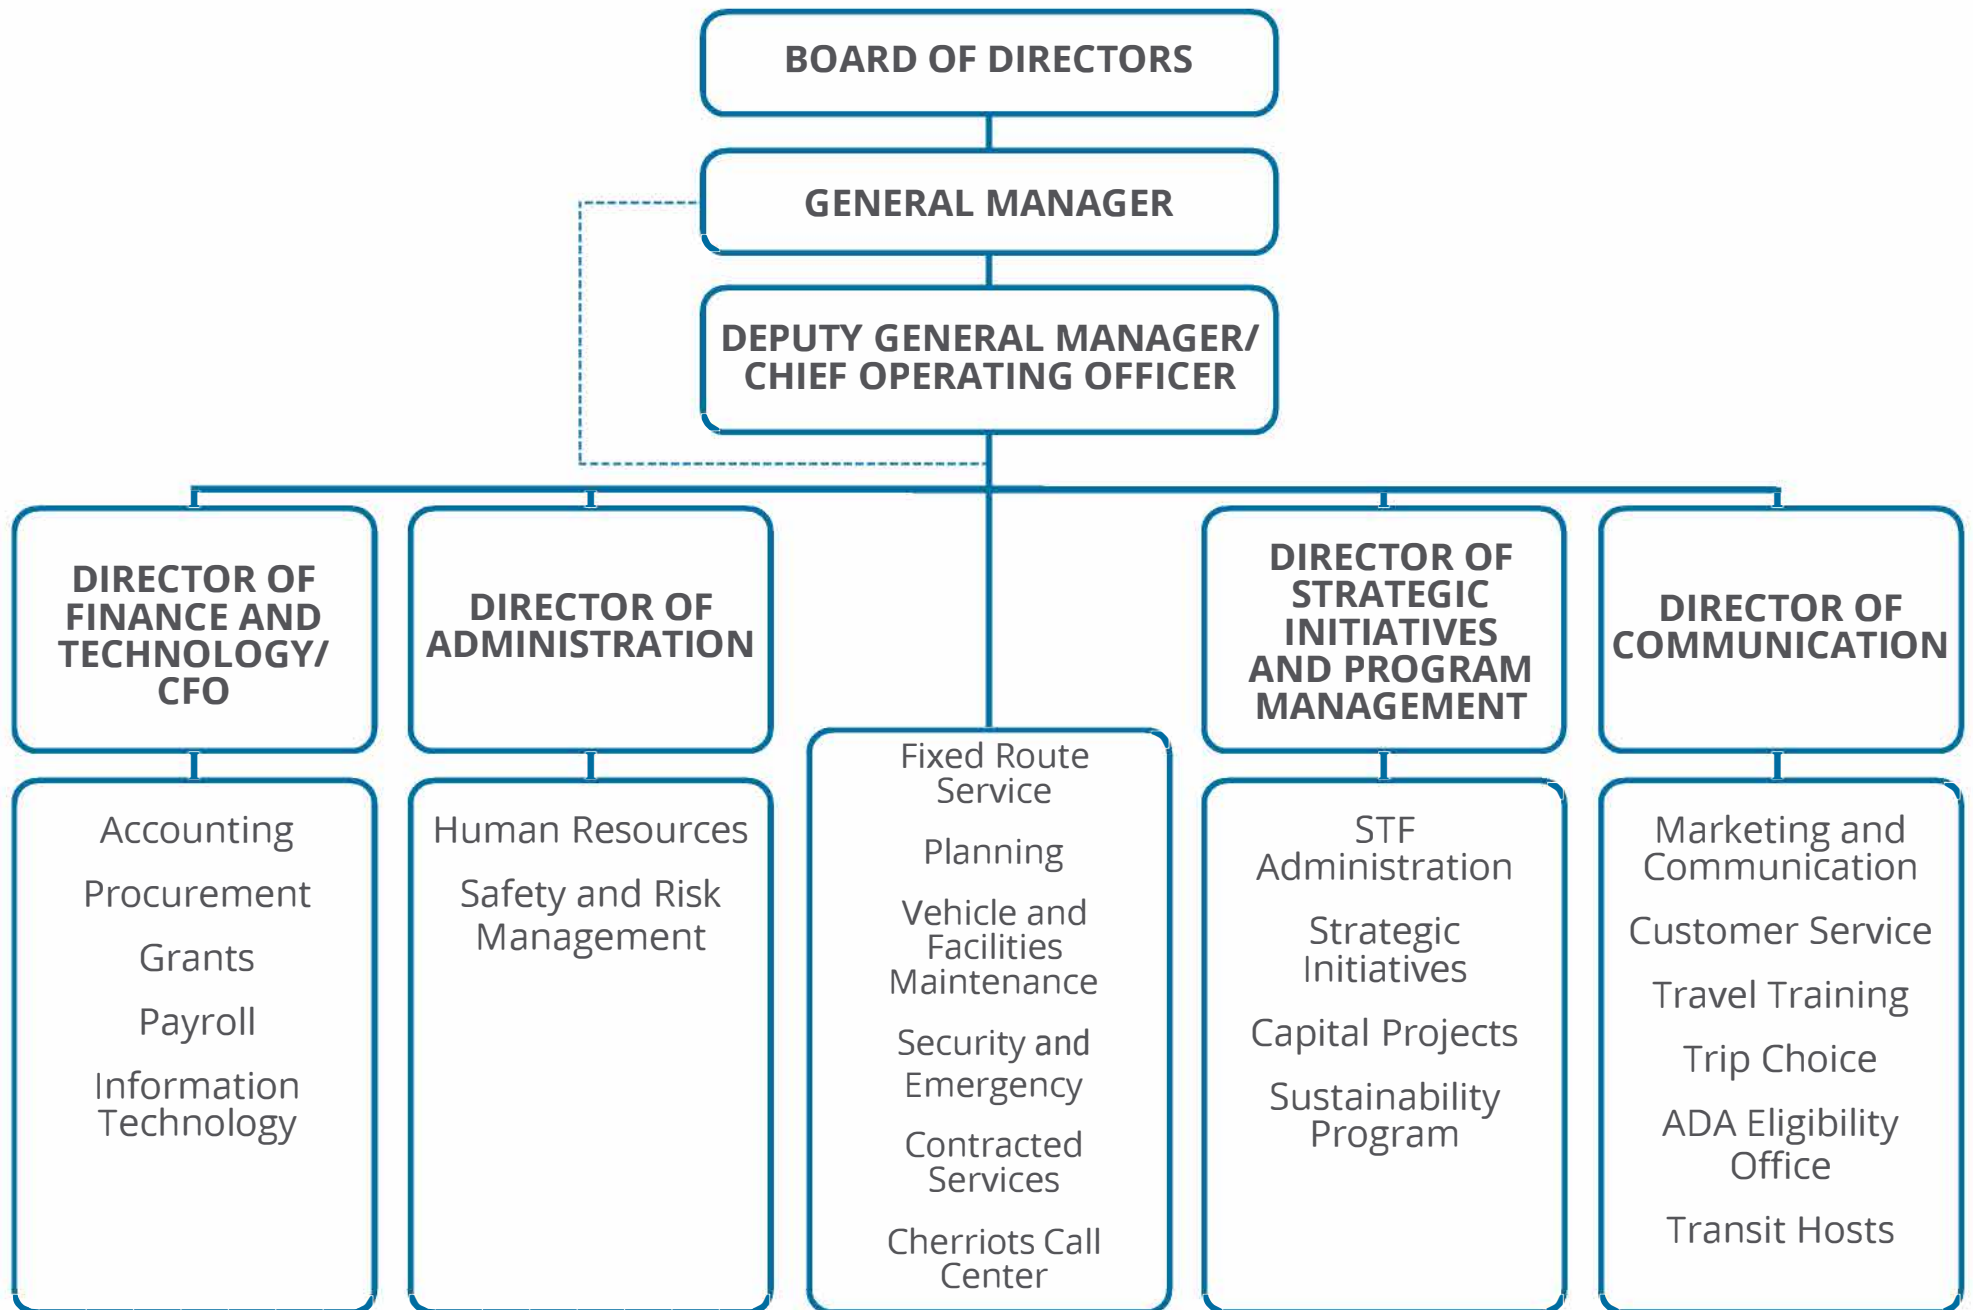 BOARD OF DIRECTORS
GENERAL MANAGER
DEPUTY GENERAL MANAGER/
CHIEF OPERATING OFFICER
DIRECTOR OF
FINANCE AND
TECHNOLOGY/
CFO
Accounting
Procurement
Grants
Payroll
Information
Technology
DIRECTOR OF
ADMINISTRATION
Human Resources
Safety and Risk
Management
Fixed Route
Service
Planning
Vehicle and
Facilities
Maintenance
Security and
Emergency
Contracted
Services
Cherriots Call
Center
DIRECTOR OF
STRATEGIC
INITIATIVES
AND PROGRAM
MANAGEMENT
STF
Administration
Strategic
Initiatives
Capital Projects
Sustainability
Program
DIRECTOR OF
COMMUNICATION
Marketing and
Communication
Customer Service
Travel Training
Trip Choice
ADA Eligibility
Office
Transit Hosts